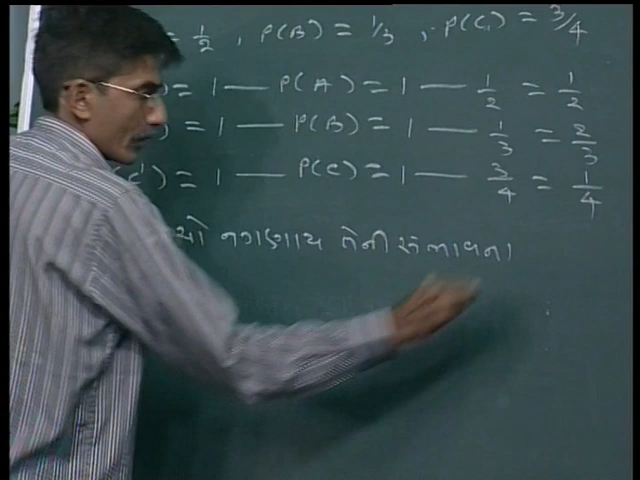 = 1/2 , P(B) = 1/3 , P(C) = 3/4
) = 1 — P(A) = 1 — 1/2 = 1/2
) = 1 — P(B) = 1 — 1/3 = 2/3
(C') = 1 — P(C) = 1 — 3/4 = 1/4
ન ગણાય તેની સંભાવના